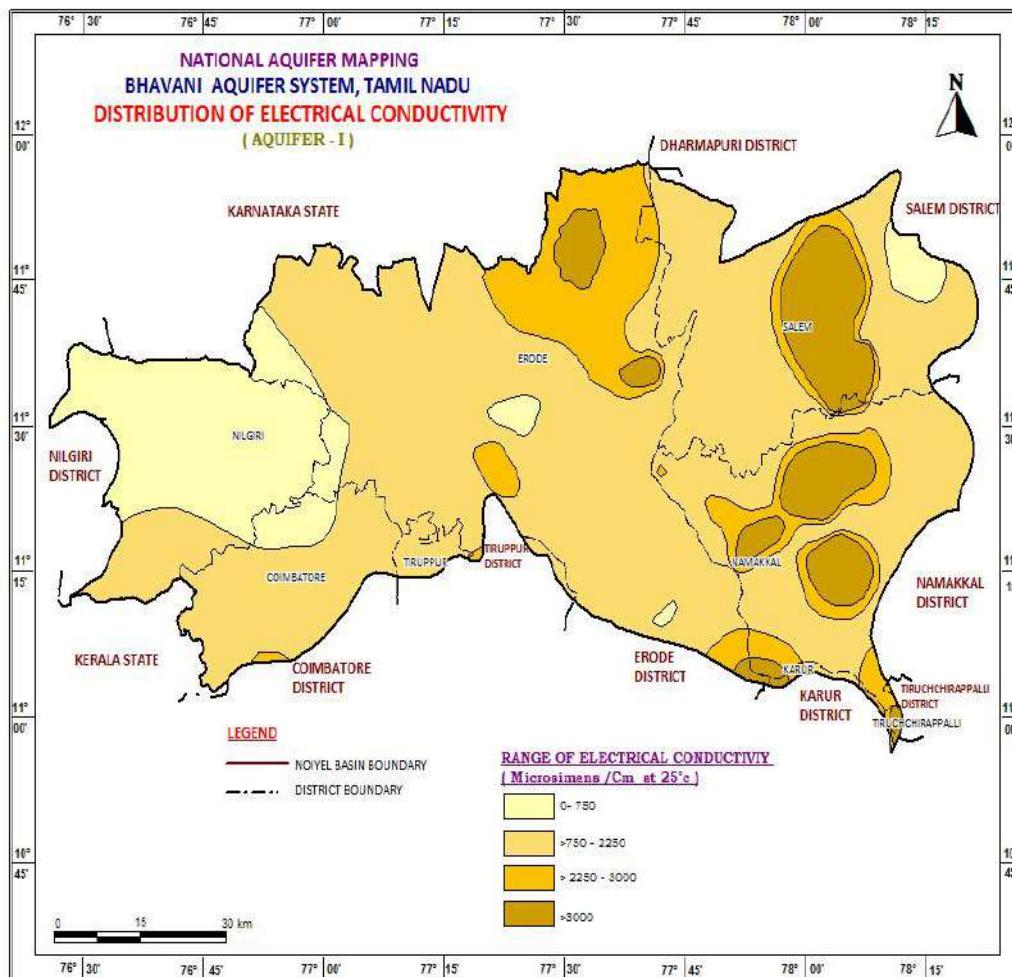 76° 30' 76° 45' 77° 00' 77° 15' 77° 30' 77° 45' 78° 00' 78° 15'
NATIONAL AQUIFER MAPPING
BHAVANI AQUIFER SYSTEM, TAMIL NADU
DISTRIBUTION OF ELECTRICAL CONDUCTIVITY
( AQUIFER - I )
N
12° 00'
DHARMAPURI DISTRICT
KARNATAKA STATE
SALEM DISTRICT
11° 45'
SALEM
ERODE
11° 30'
NILGIRI
NILGIRI
DISTRICT
11° 15'
COIMBATORE
TIRUPPUR
TIRUPPUR
DISTRICT
NAMAKKAL
NAMAKKAL
DISTRICT
KERALA STATE
COIMBATORE
DISTRICT
ERODE
DISTRICT
KARUR
KARUR
DISTRICT
TIRUCHCHIRAPPALLI
DISTRICT
TIRUCHCHIRAPPALLI
11° 00'
LEGEND
NOIYEL BASIN BOUNDARY
DISTRICT BOUNDARY
RANGE OF ELECTRICAL CONDUCTIVIY
( Microsimens /Cm at 25°c )
0- 750
>750 - 2250
> 2250 - 3000
>3000
10° 45'
0 15 30 km
76° 30' 76° 45' 77° 00' 77° 15' 77° 30' 77° 45' 78° 00' 78° 15'